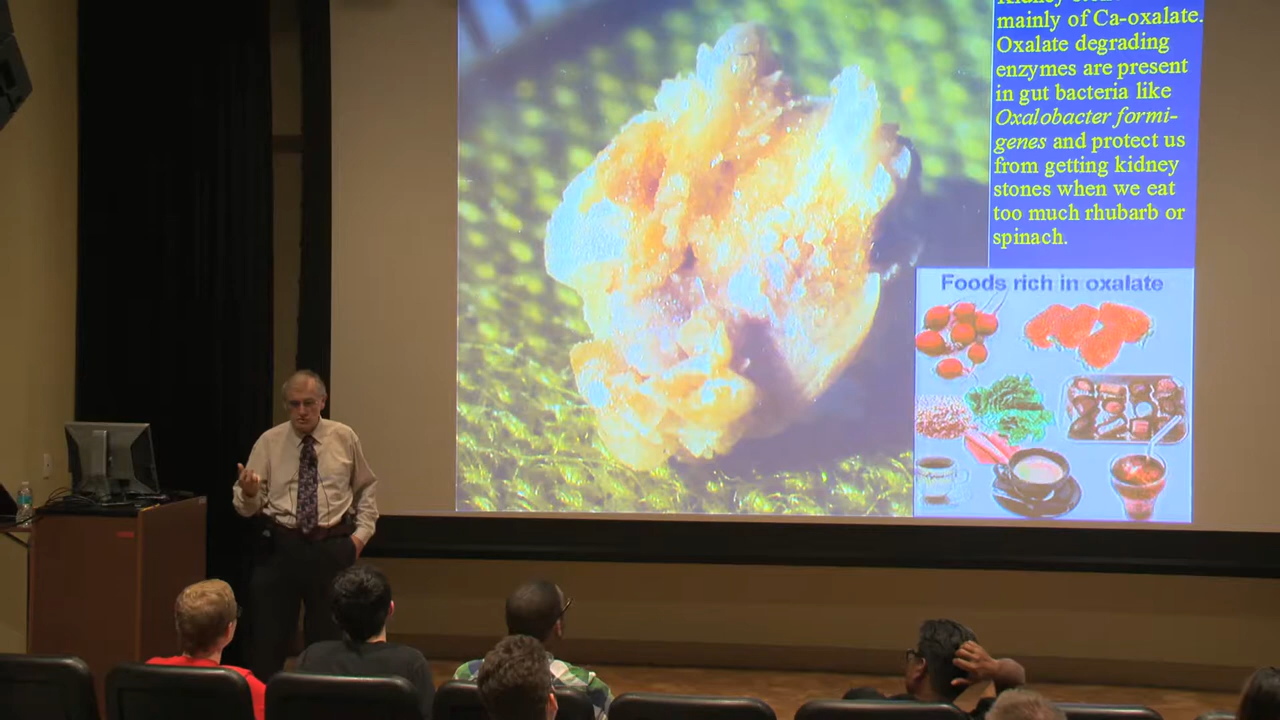 mainly of Ca-oxalate.
Oxalate degrading
enzymes are present
in gut bacteria like
Oxalobacter formi-
genes and protect us
from getting kidney
stones when we eat
too much rhubarb or
spinach.
Foods rich in oxalate